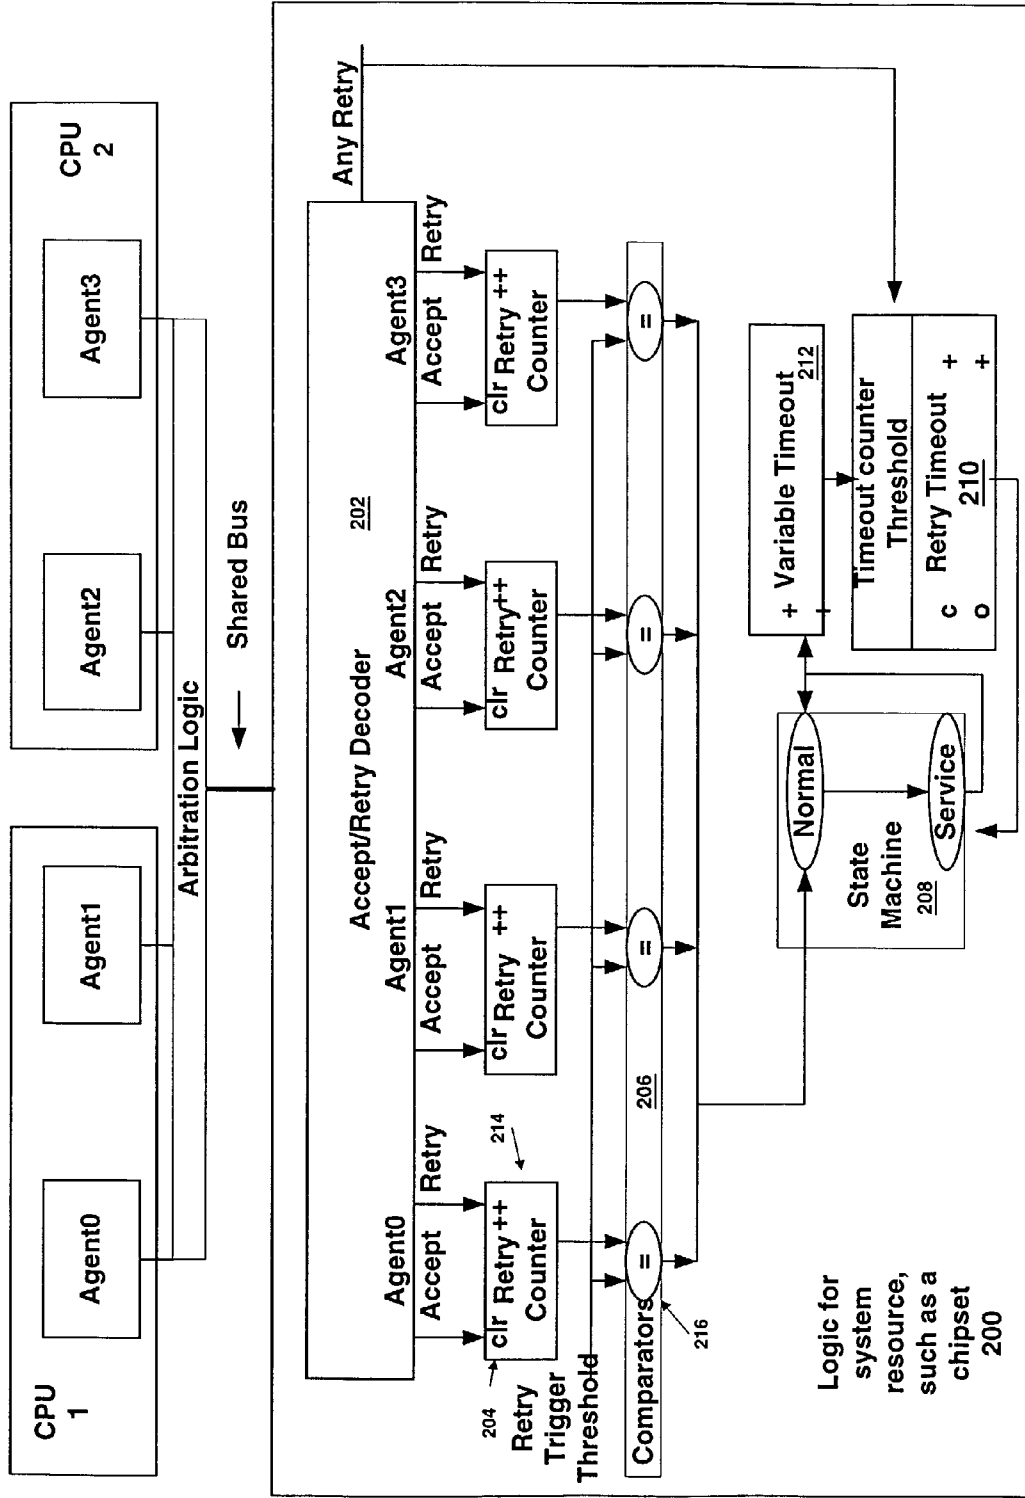 CPU
1
CPU
2
Agent0
Agent1
Agent2
Agent3
Arbitration Logic
Shared Bus
Accept/Retry Decoder
202
Any Retry
Agent0
Agent1
Agent2
Agent3
Accept
Retry
Accept
Retry
Accept
Retry
Accept
Retry
204
214
clr Retry ++
Counter
clr Retry ++
Counter
clr Retry ++
Counter
clr Retry ++
Counter
Retry
Trigger
Threshold
Comparators
206
=
=
=
=
216
Normal
Service
State
Machine
208
+ Variable Timeout
+
212
Timeout counter
Threshold
Retry Timeout
210
c
o
+
+
Logic for
system
resource,
such as a
chipset
200